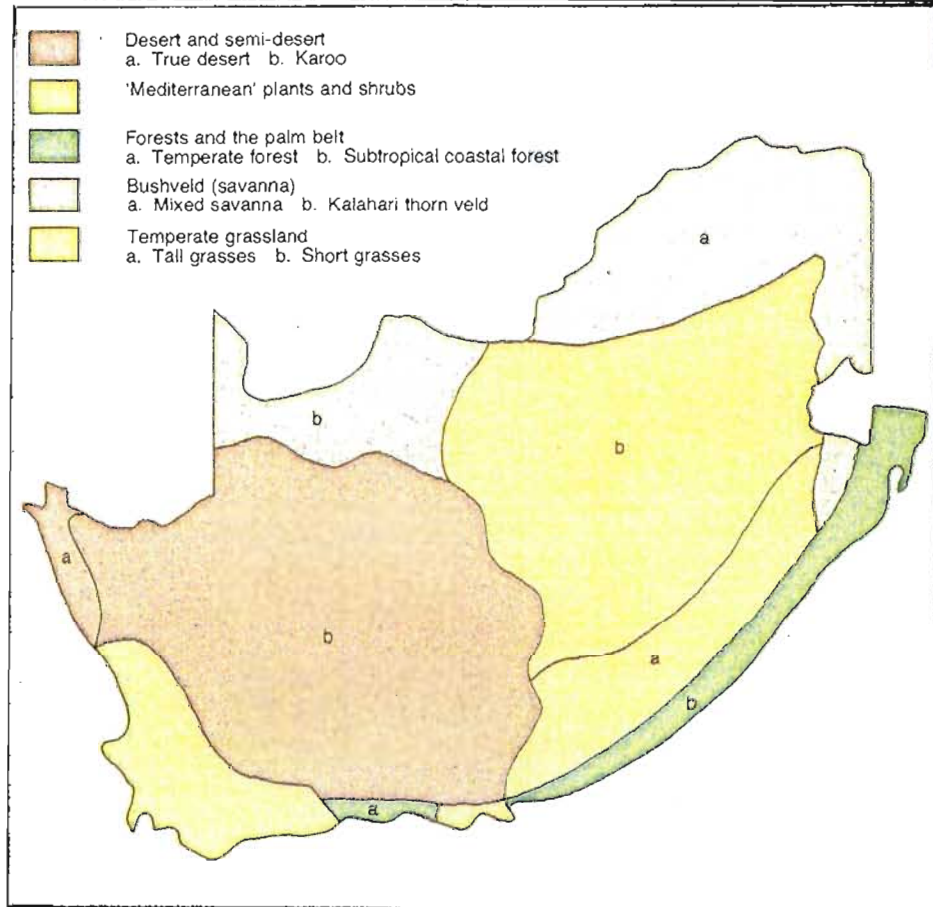 Desert and semi-desert
a. True desert b. Karoo
'Mediterranean' plants and shrubs
Forests and the palm belt
a. Temperate forest b. Subtropical coastal forest
Bushveld (savanna)
a. Mixed savanna b. Kalahari thorn veld
Temperate grassland
a. Tall grasses b. Short grasses
a
b
b
a
b
a
b
a